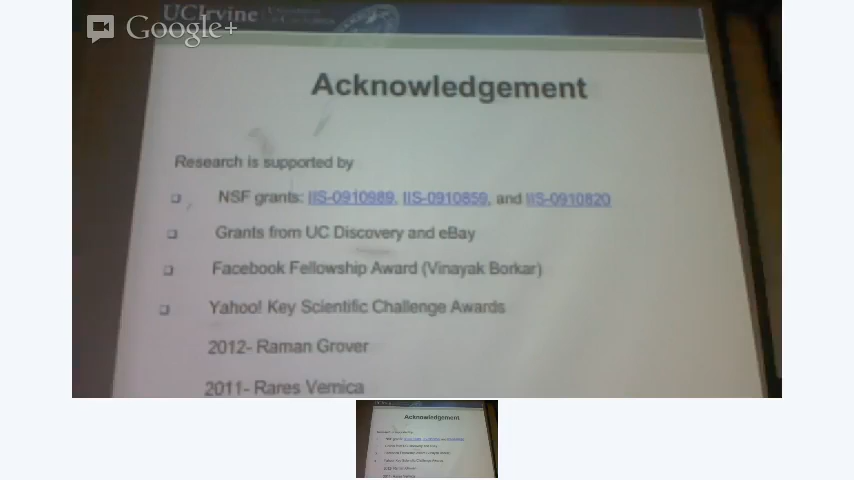 UCIrvine
Google+
Acknowledgement
Research is supported by
NSF grants: IIS-0910989, IIS-0910859, and IIS-0910820
Grants from UC Discovery and eBay
Facebook Fellowship Award (Vinayak Borkar)
Yahoo! Key Scientific Challenge Awards
2012- Raman Grover
2011- Rares Vernica